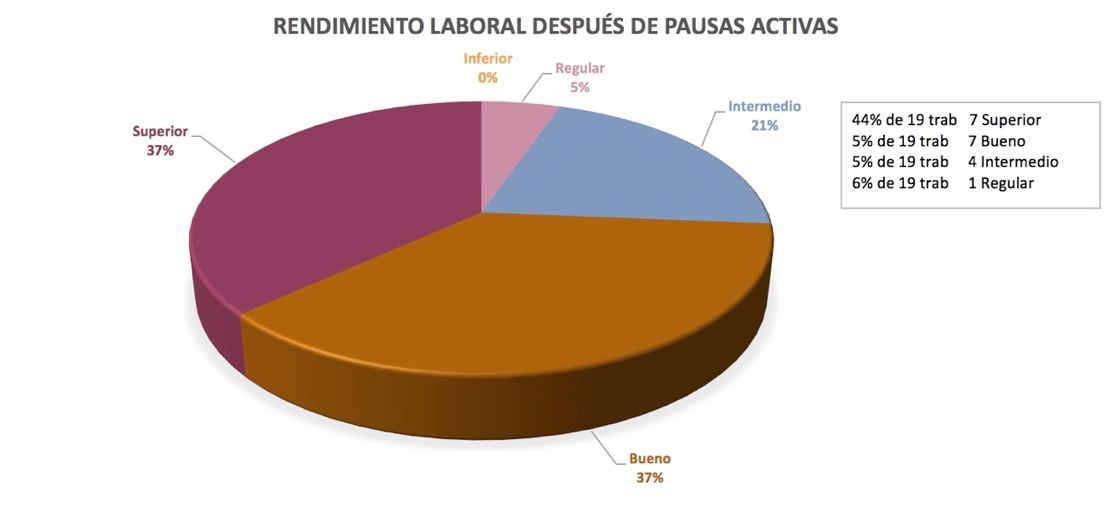 RENDIMIENTO LABORAL DESPUÉS DE PAUSAS ACTIVAS
Inferior
0%
Regular
5%
Intermedio
21%
Superior
37%
44% de 19 trab 7 Superior
5% de 19 trab 7 Bueno
5% de 19 trab 4 Intermedio
6% de 19 trab 1 Regular
Bueno
37%